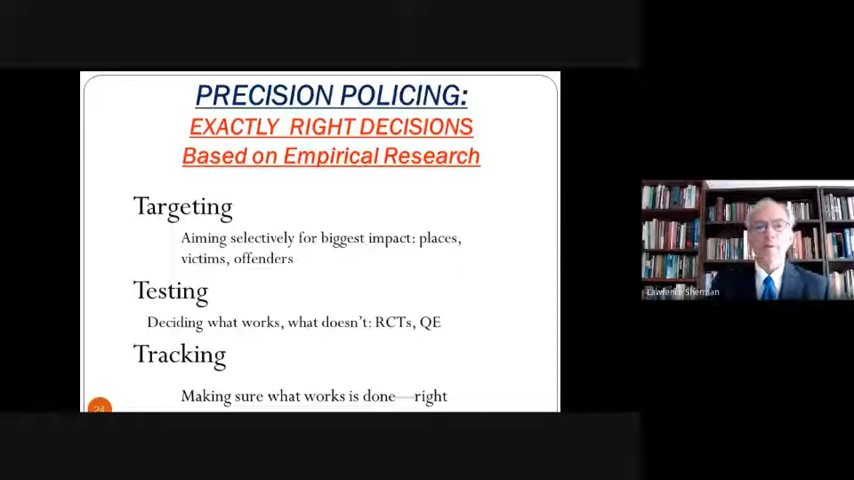 PRECISION POLICING:
EXACTLY RIGHT DECISIONS
Based on Empirical Research
Targeting
Aiming selectively for biggest impact: places,
victims, offenders
Testing
Deciding what works, what doesn't: RCTs, QE
Tracking
Making sure what works is done—right
24
Lawrence Sherman